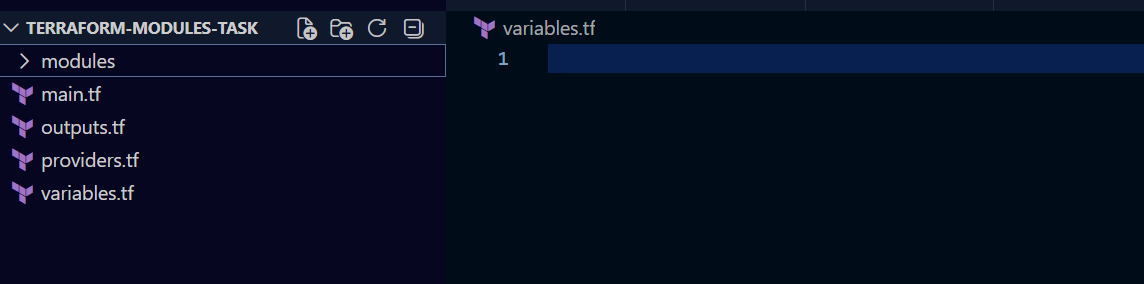 TERRAFORM-MODULES-TASK
modules
main.tf
outputs.tf
providers.tf
variables.tf
variables.tf
1